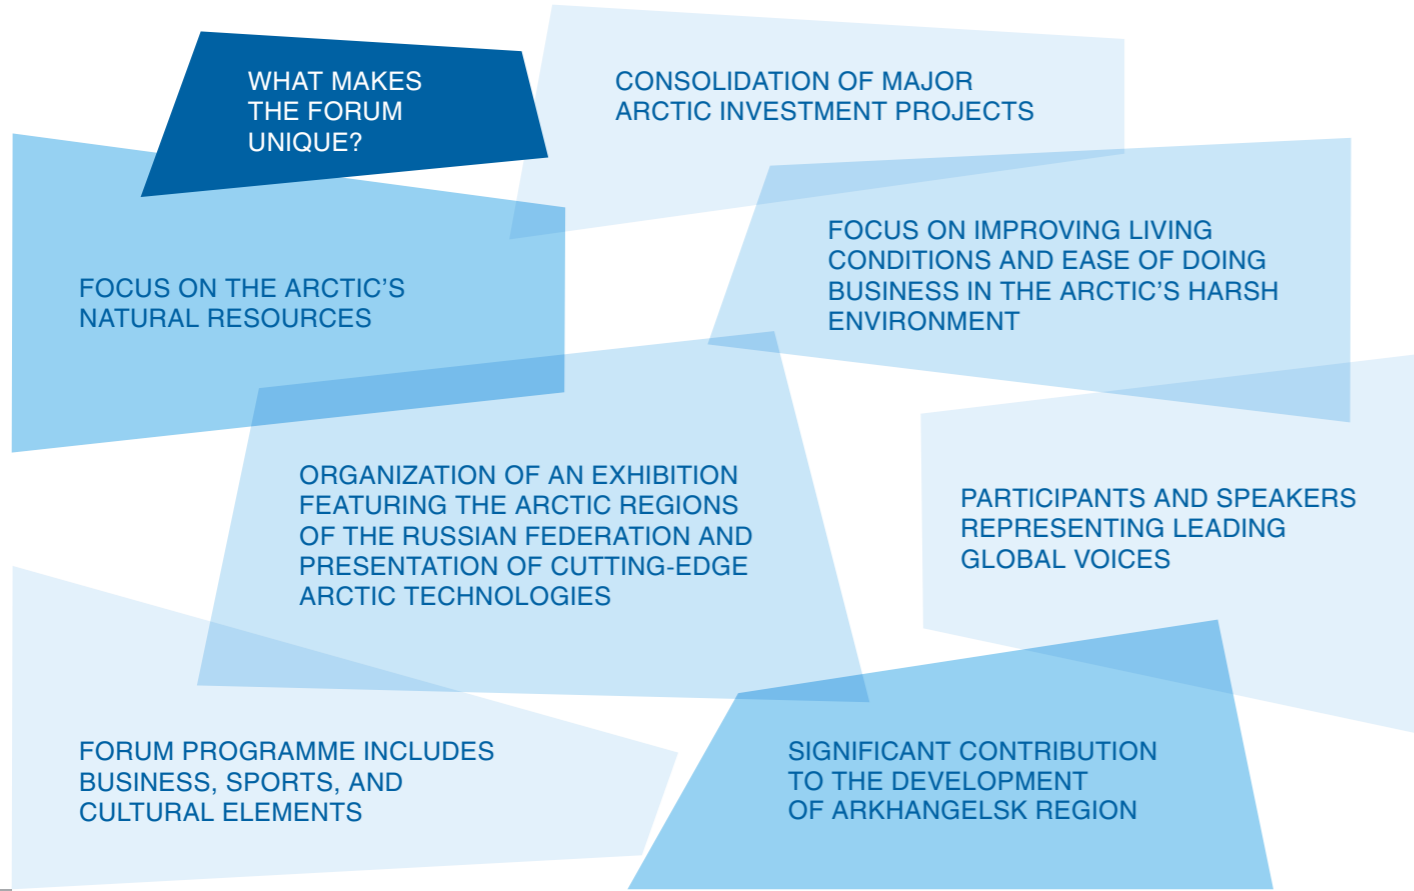 WHAT MAKES
THE FORUM
UNIQUE?
CONSOLIDATION OF MAJOR
ARCTIC INVESTMENT PROJECTS
FOCUS ON THE ARCTIC’S
NATURAL RESOURCES
FOCUS ON IMPROVING LIVING
CONDITIONS AND EASE OF DOING
BUSINESS IN THE ARCTIC’S HARSH
ENVIRONMENT
ORGANIZATION OF AN EXHIBITION
FEATURING THE ARCTIC REGIONS
OF THE RUSSIAN FEDERATION AND
PRESENTATION OF CUTTING-EDGE
ARCTIC TECHNOLOGIES
PARTICIPANTS AND SPEAKERS
REPRESENTING LEADING
GLOBAL VOICES
FORUM PROGRAMME INCLUDES
BUSINESS, SPORTS, AND
CULTURAL ELEMENTS
SIGNIFICANT CONTRIBUTION
TO THE DEVELOPMENT
OF ARKHANGELSK REGION